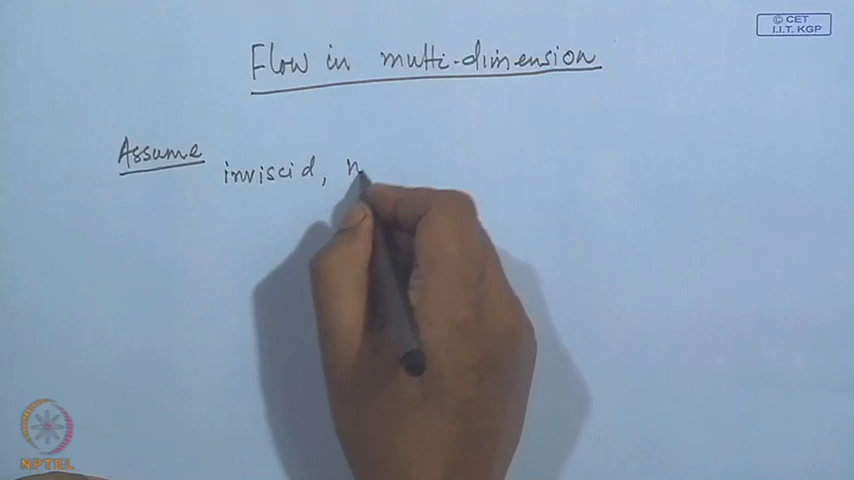 © CET
I.I.T. KGP
Flow in multi-dimension
Assume
inviscid, n
NPTEL